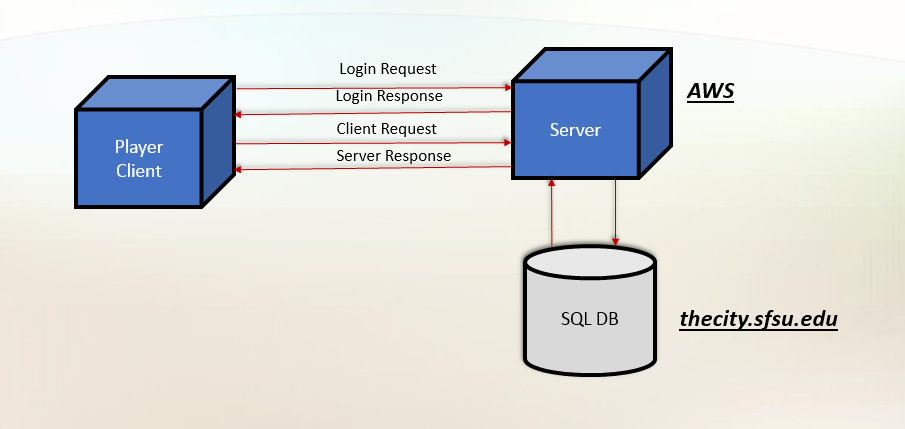 Login Request
Login Response
Client Request
Server Response
Player
Client
Server
AWS
SQL DB
thecity.sfsu.edu